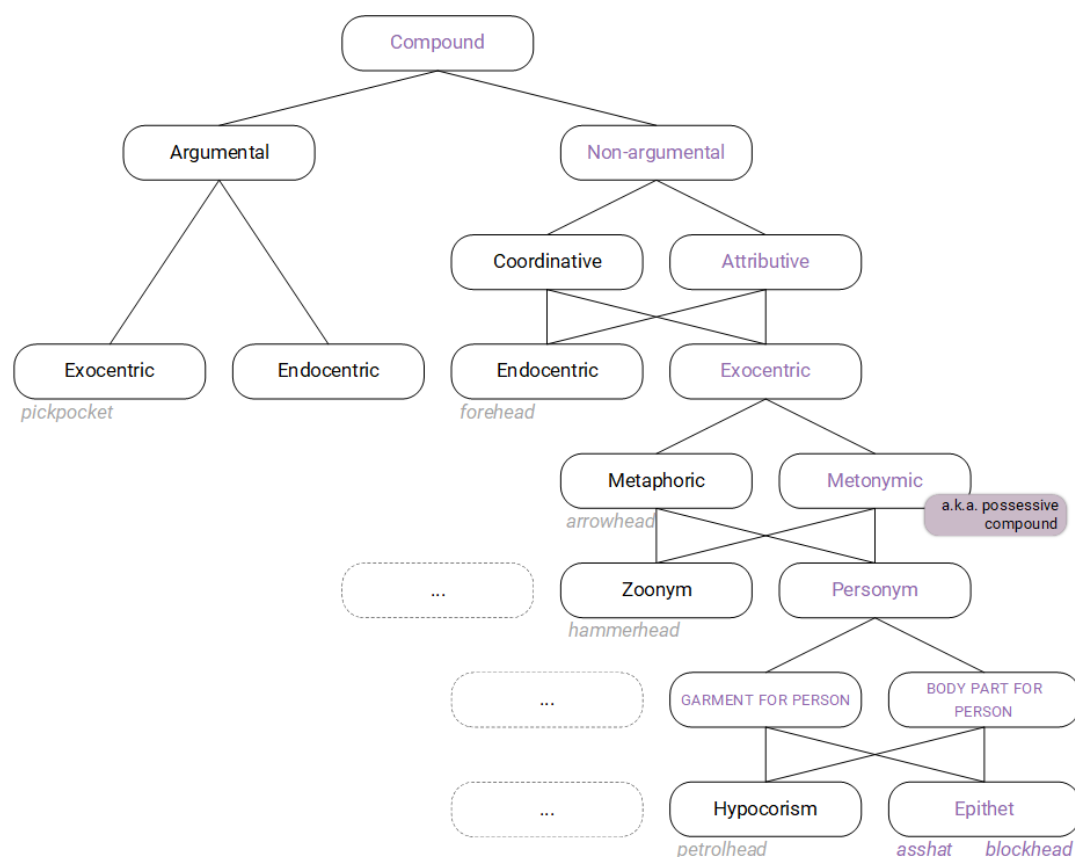 Compound
Argumental
Non-argumental
Coordinative
Attributive
Exocentric
Endocentric
Endocentric
Exocentric
pickpocket
forehead
Metaphoric
Metonymic
a.k.a. possessive
compound
arrowhead
...
Zoonym
Personym
hammerhead
...
GARMENT FOR PERSON
BODY PART FOR
PERSON
...
Hypocorism
Epithet
petrolhead
asshat
blockhead